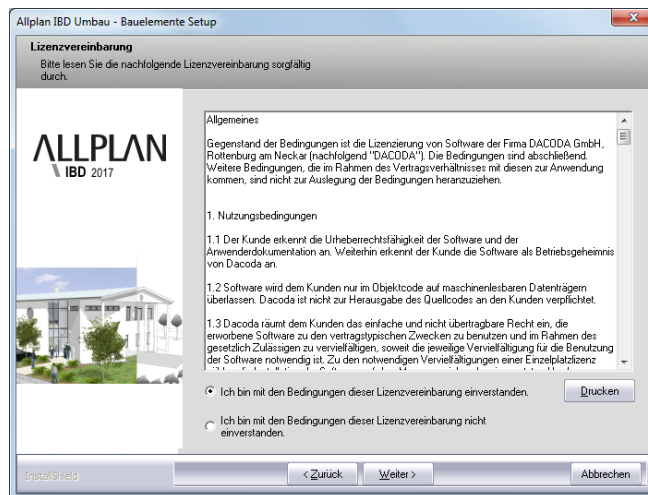 Allplan IBD Umbau - Bauelemente Setup
Lizenzvereinbarung
Bitte lesen Sie die nachfolgende Lizenzvereinbarung sorgfältig
durch.
ALLPLAN
IBD 2017
Allgemeines
Gegenstand der Bedingungen ist die Lizenzierung von Software der Firma DACODA GmbH,
Rottenburg am Neckar (nachfolgend "DACODA"). Die Bedingungen sind abschließend.
Weitere Bedingungen, die im Rahmen des Vertragsverhältnisses mit diesen zur Anwendung
kommen, sind nicht zur Auslegung der Bedingungen heranzuziehen.
1. Nutzungsbedingungen
1.1 Der Kunde erkennt die Urheberrechtsfähigkeit der Software und der
Anwenderdokumentation an. Weiterhin erkennt der Kunde die Software als Betriebsgeheimnis
von Dacoda an.
1.2 Software wird dem Kunden nur im Objektcode auf maschinenlesbaren Datenträgern
überlassen. Dacoda ist nicht zur Herausgabe des Quellcodes an den Kunden verpflichtet.
1.3 Dacoda räumt dem Kunden das einfache und nicht übertragbare Recht ein, die
erworbene Software zu den vertragstypischen Zwecken zu benutzen und im Rahmen des
gesetzlich Zulässigen zu vervielfältigen, soweit die jeweilige Vervielfältigung für die Benutzung
der Software notwendig ist. Zu den notwendigen Vervielfältigungen einer Einzelplatzlizenz
Ich bin mit den Bedingungen dieser Lizenzvereinbarung einverstanden.
Drucken
Ich bin mit den Bedingungen dieser Lizenzvereinbarung nicht
einverstanden.
InstallShield
< Zurück
Weiter >
Abbrechen